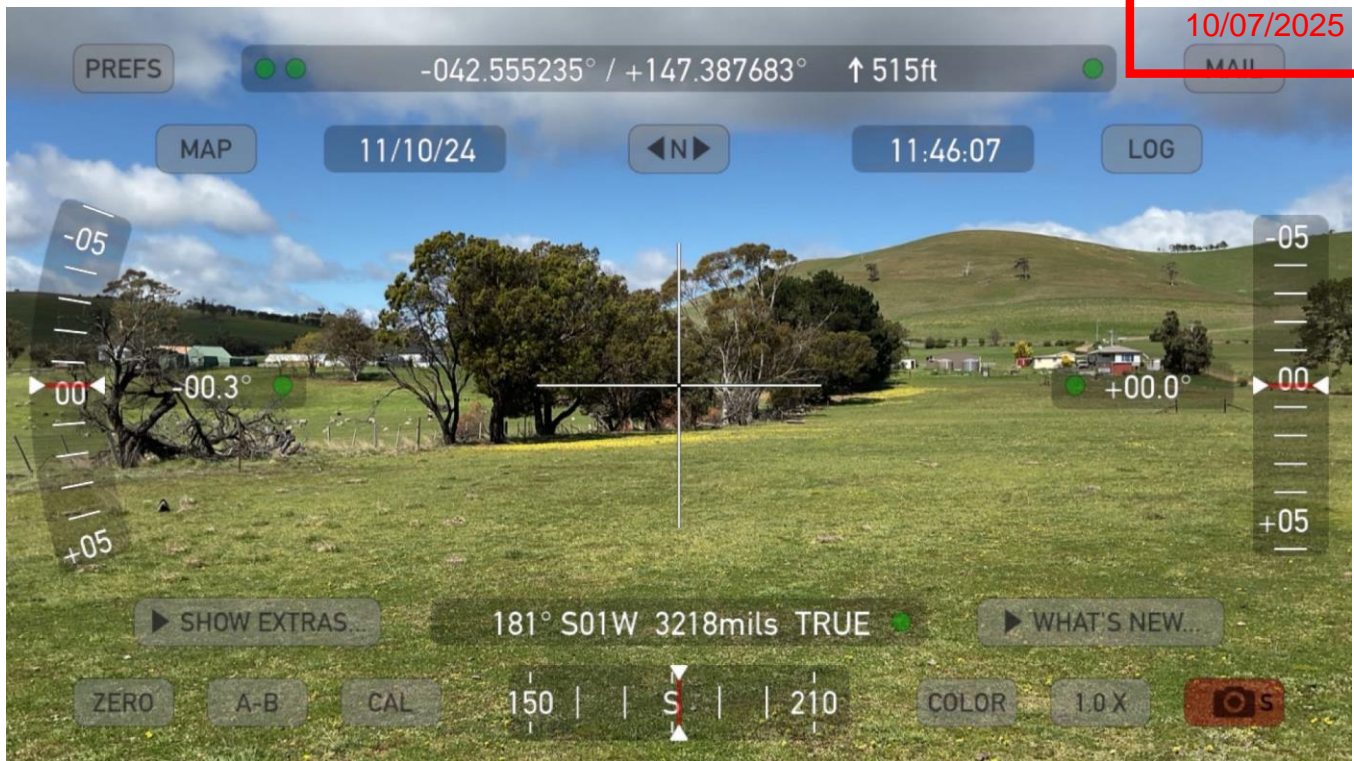 10/07/2025
PREFS
-042.555235° / +147.387683° ↑ 515ft
MAIL
MAP
11/10/24
◀N▶
11:46:07
LOG
-05
-05
00
-00.3°
+00.0°
00
+05
+05
▶ SHOW EXTRAS...
181° S01W 3218mils TRUE
▶ WHAT'S NEW...
ZERO
A-B
CAL
150 | | S | | 210
COLOR
1.0 X
S